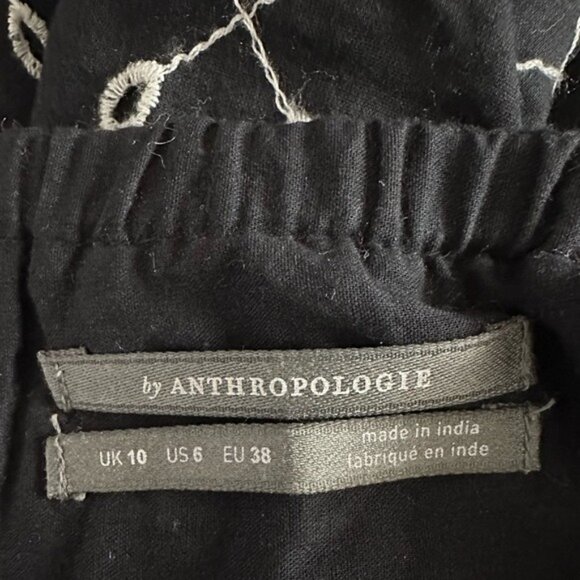 by ANTHROPOLOGIE
UK 10 US 6 EU 38
made in india
fabriqué en inde